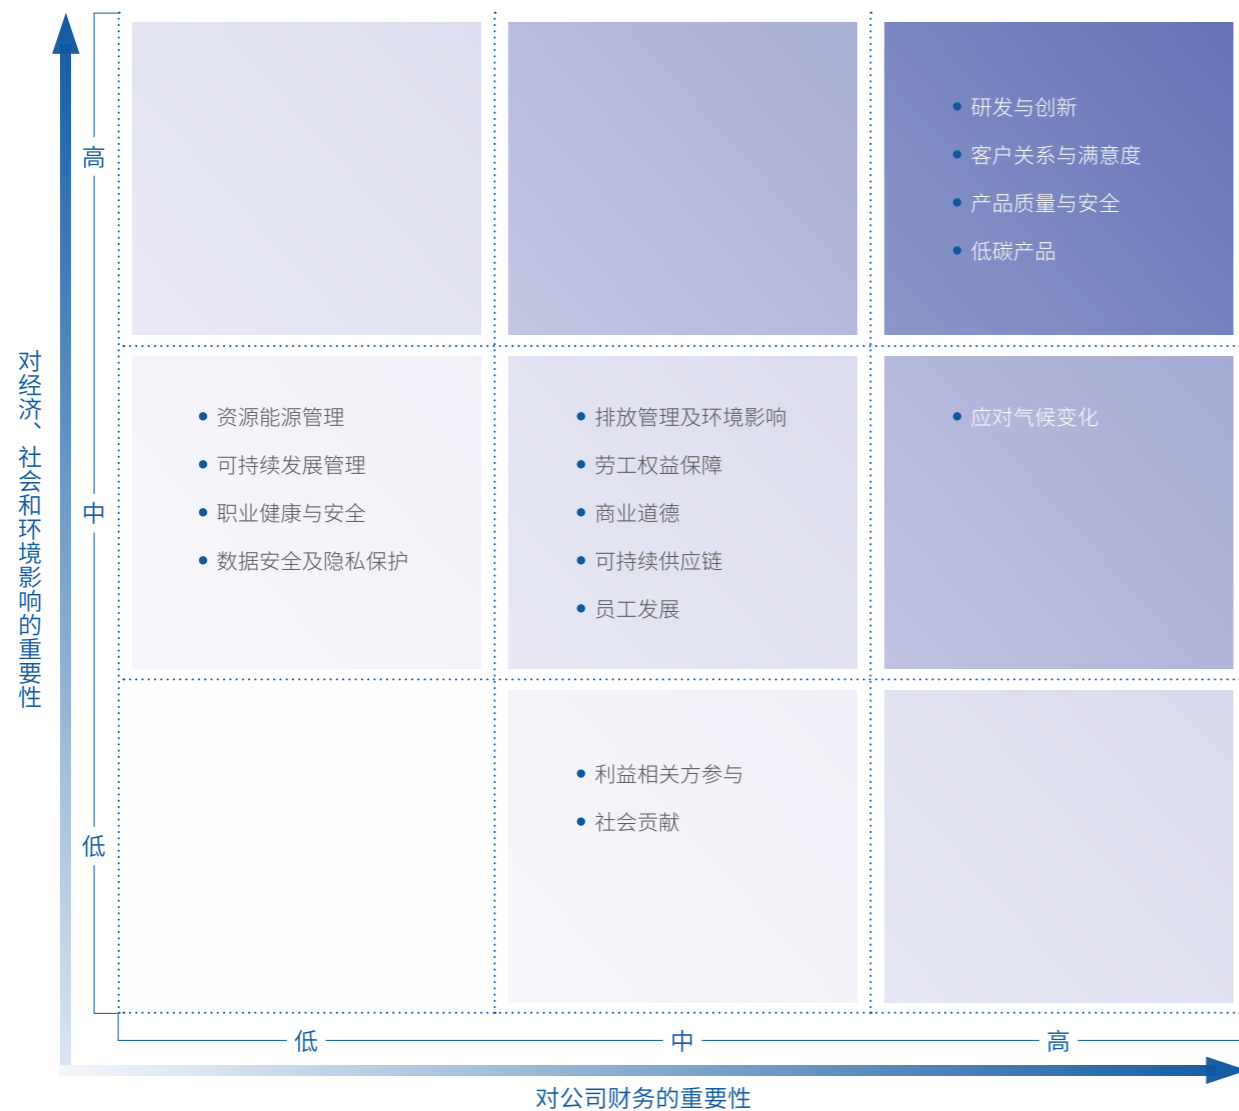 对经济、社会和环境影响的重要性
高
研发与创新
客户关系与满意度
产品质量与安全
低碳产品
中
资源能源管理
可持续发展管理
职业健康与安全
数据安全及隐私保护
排放管理及环境影响
劳工权益保障
商业道德
可持续供应链
员工发展
应对气候变化
低
利益相关方参与
社会贡献
低
中
高
对公司财务的重要性